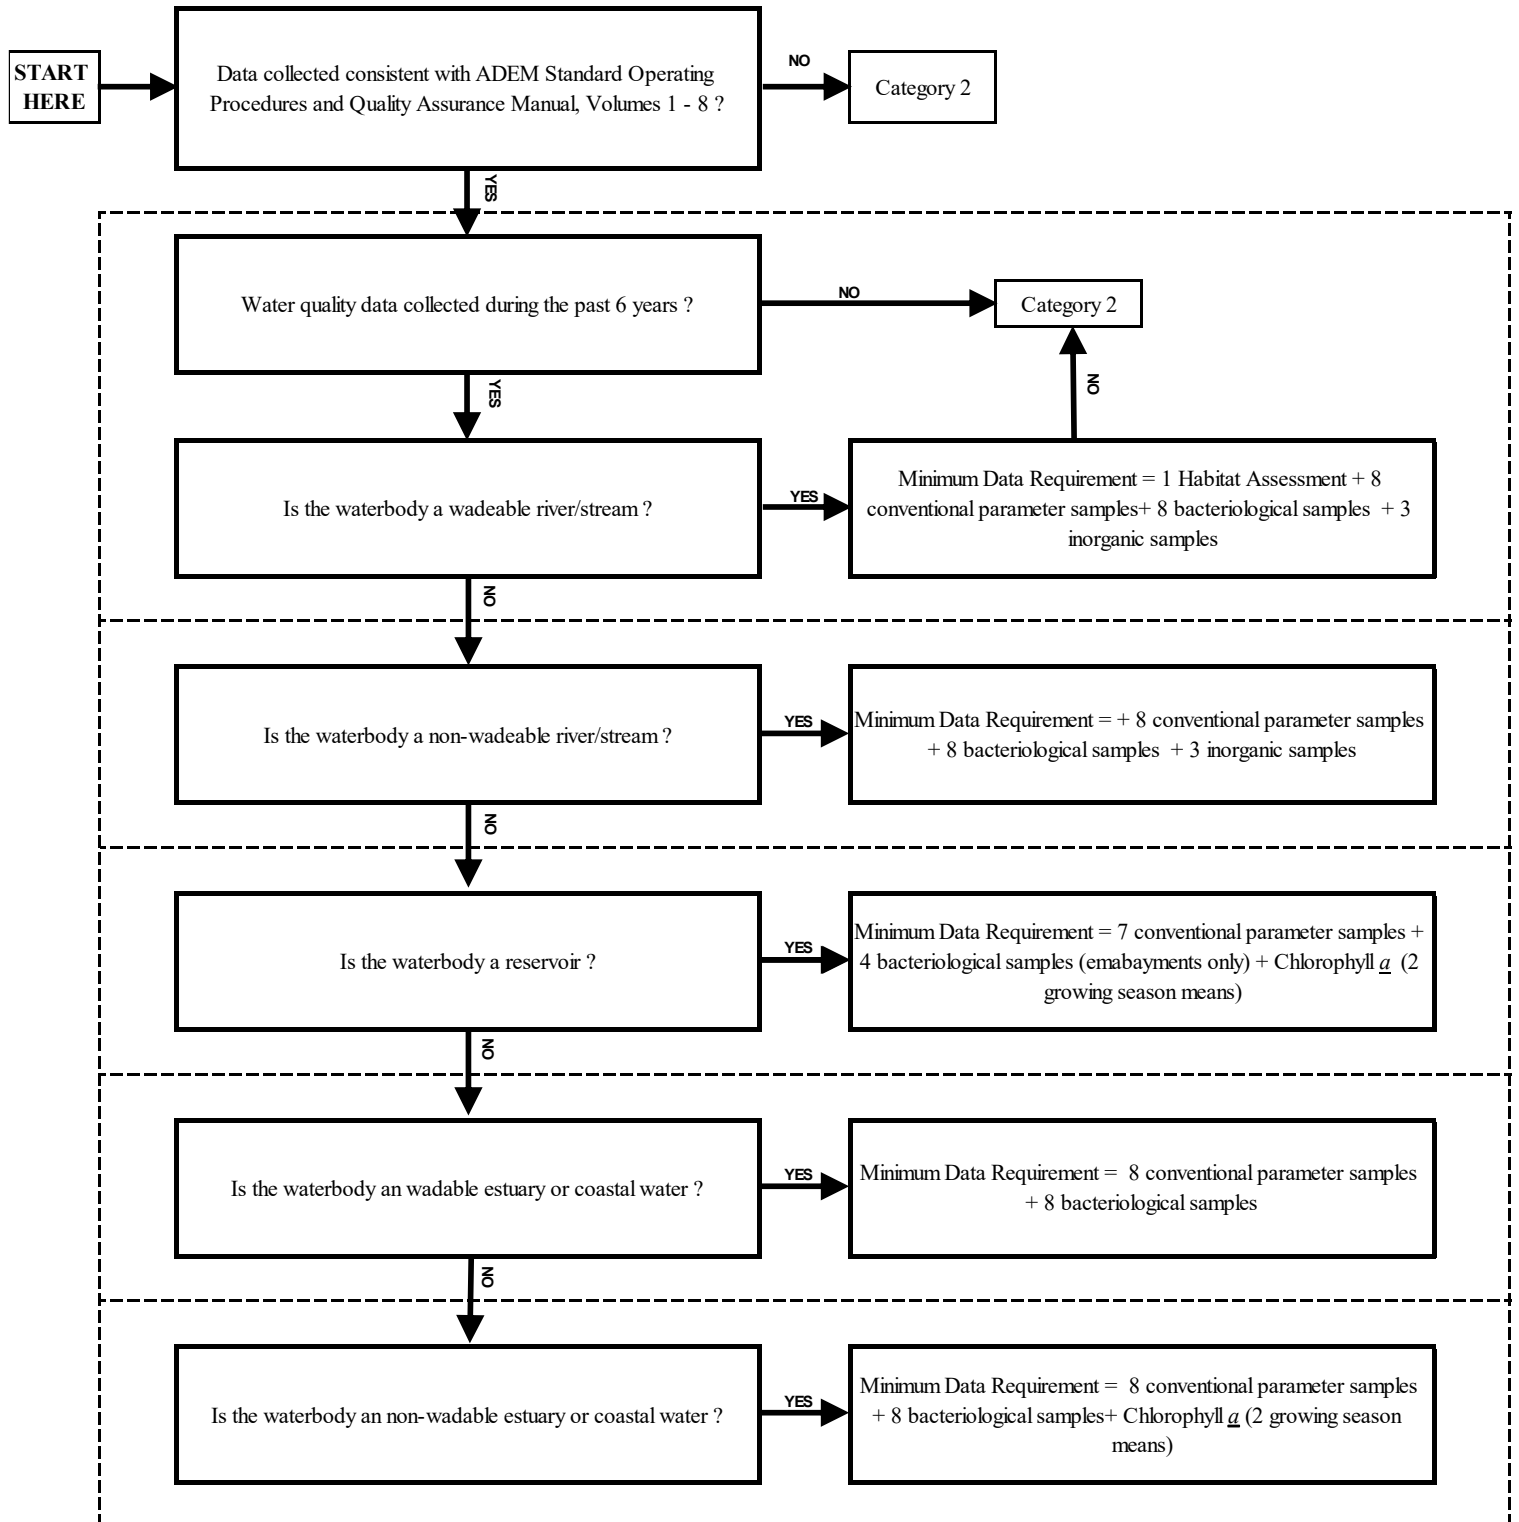 START
HERE
Data collected consistent with ADEM Standard Operating
Procedures and Quality Assurance Manual, Volumes 1 - 8 ?
NO
Category 2
YES
Water quality data collected during the past 6 years ?
NO
Category 2
YES
NO
Is the waterbody a wadeable river/stream ?
YES
Minimum Data Requirement = 1 Habitat Assessment + 8
conventional parameter samples+ 8 bacteriological samples + 3
inorganic samples
NO
Is the waterbody a non-wadeable river/stream ?
YES
Minimum Data Requirement = + 8 conventional parameter samples
+ 8 bacteriological samples + 3 inorganic samples
NO
Is the waterbody a reservoir ?
YES
Minimum Data Requirement = 7 conventional parameter samples +
4 bacteriological samples (emabayments only) + Chlorophyll a (2
growing season means)
NO
Is the waterbody an wadable estuary or coastal water ?
YES
Minimum Data Requirement = 8 conventional parameter samples
+ 8 bacteriological samples
NO
Is the waterbody an non-wadable estuary or coastal water ?
YES
Minimum Data Requirement = 8 conventional parameter samples
+ 8 bacteriological samples+ Chlorophyll a (2 growing season
means)